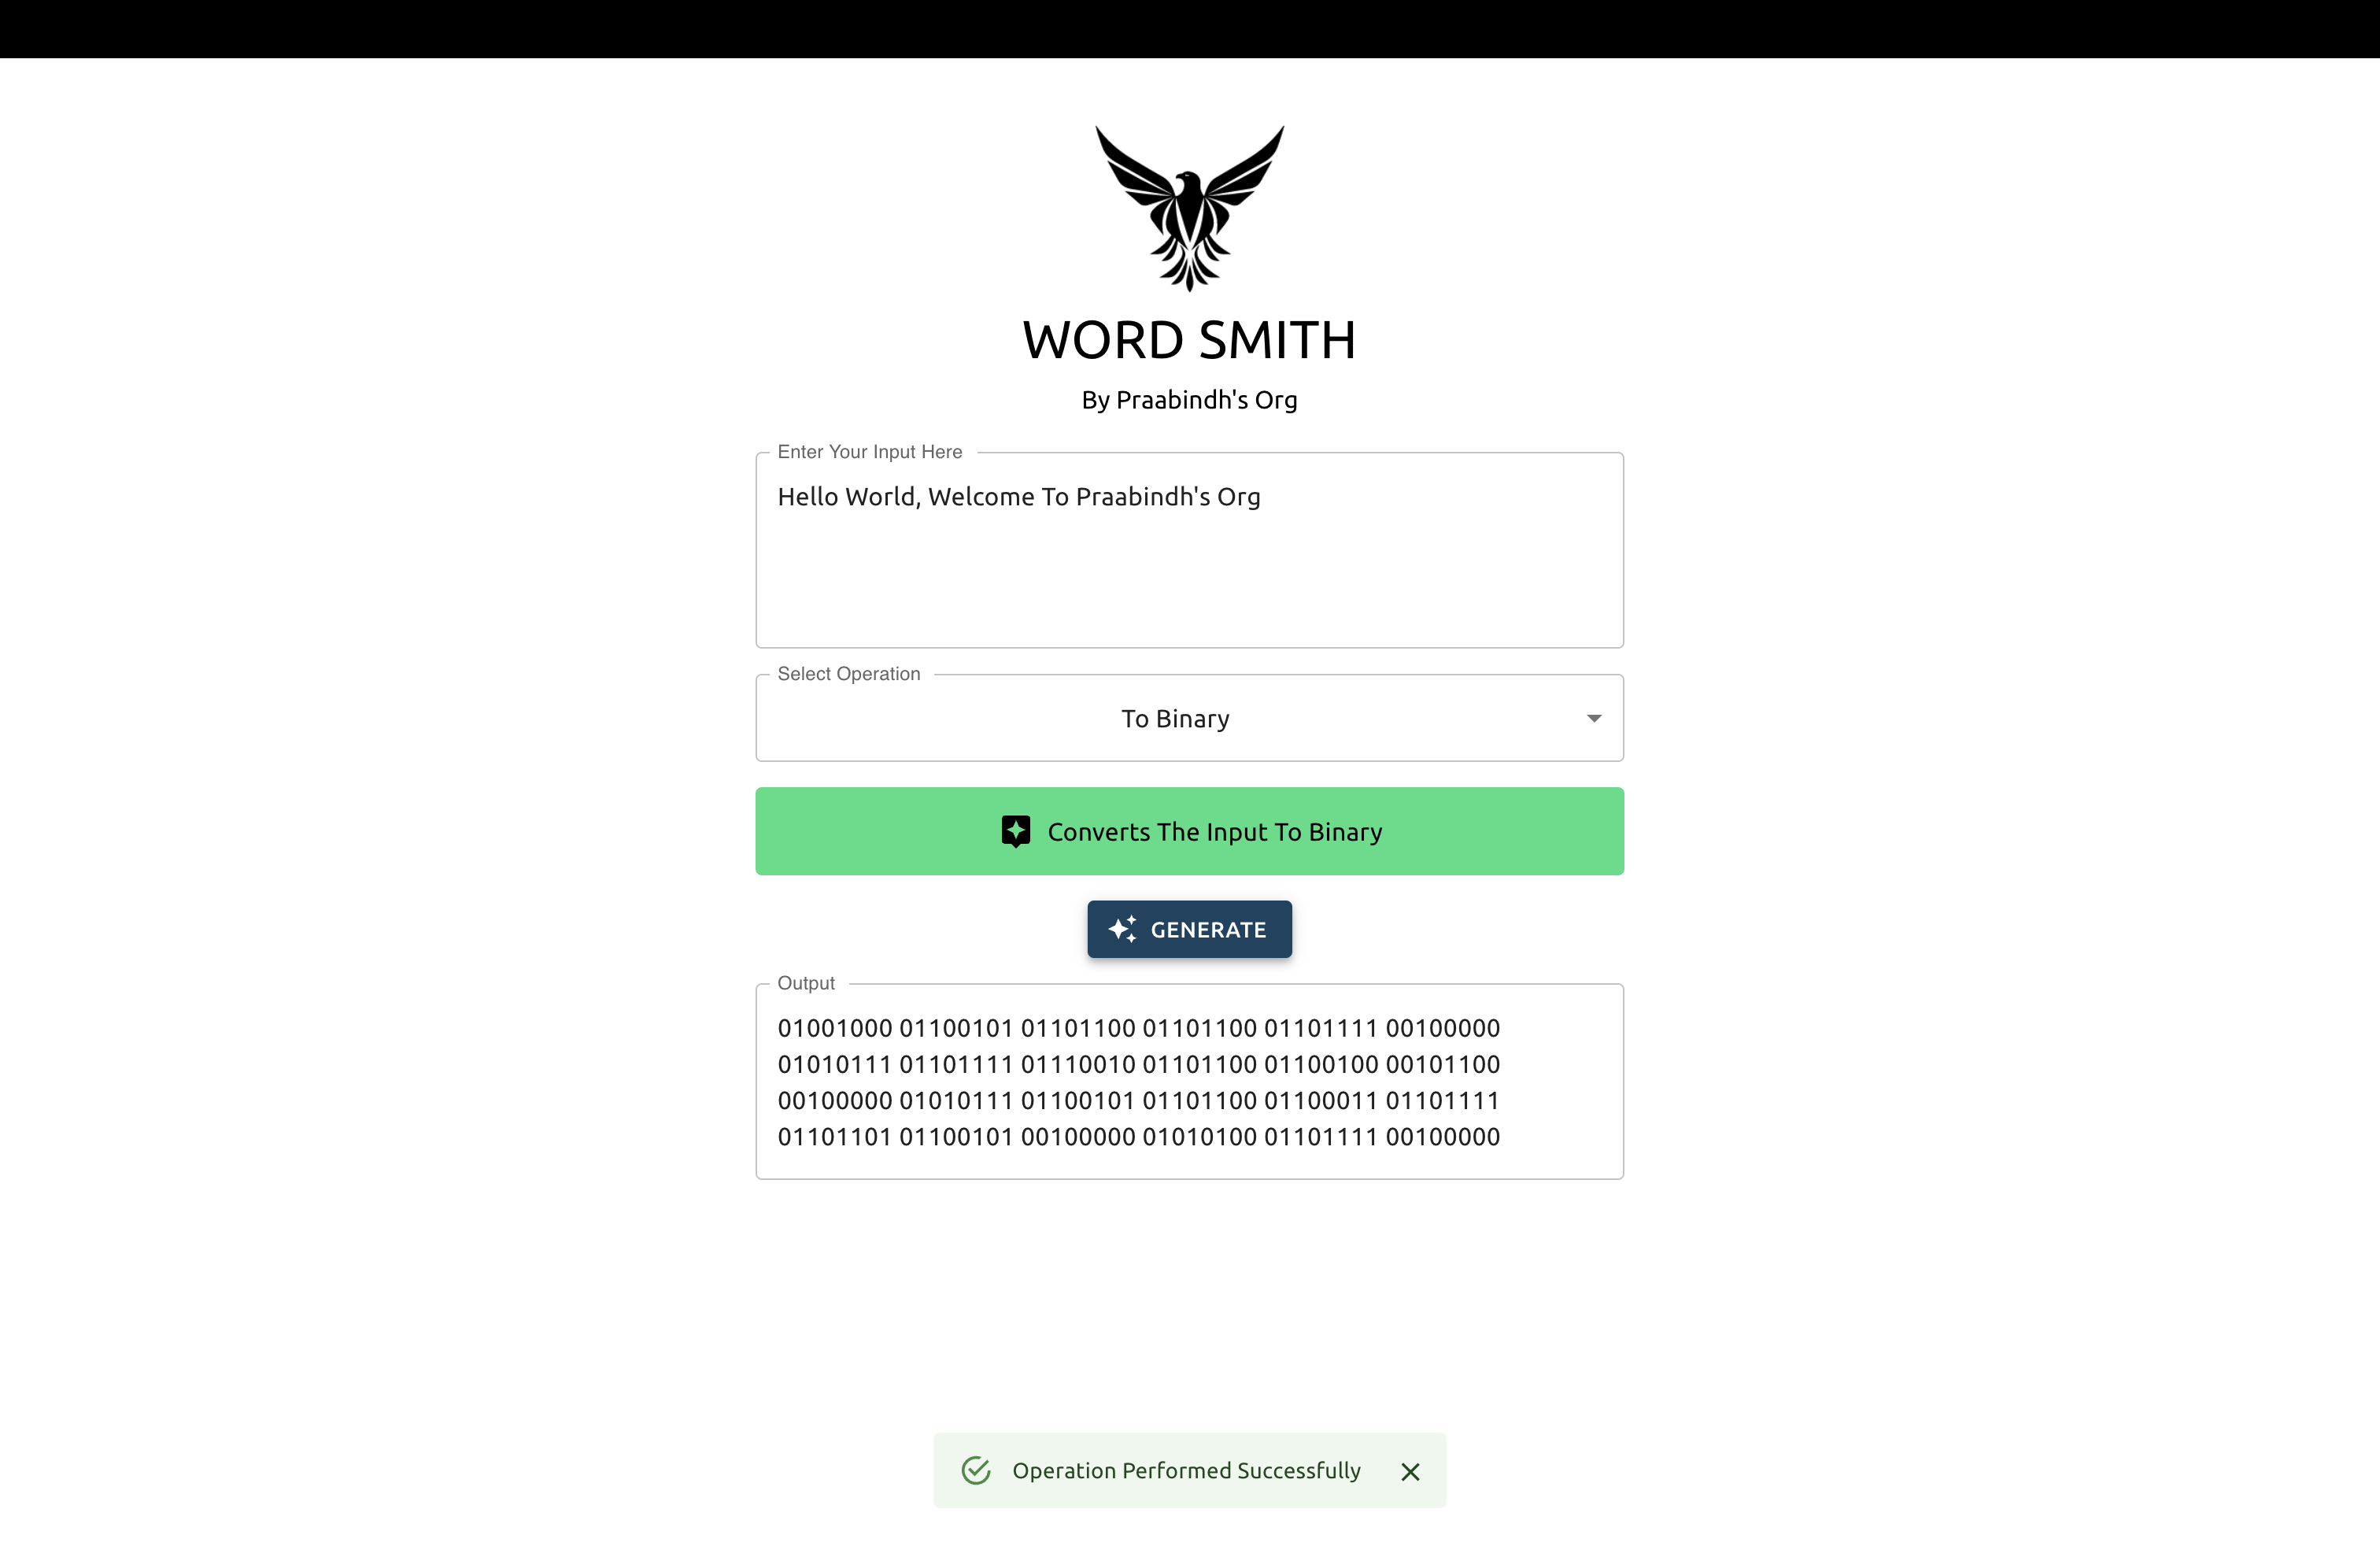 WORD SMITH
By Praabindh's Org
Enter Your Input Here
Hello World, Welcome To Praabindh's Org
Select Operation
To Binary
Converts The Input To Binary
GENERATE
Output
01001000 01100101 01101100 01101100 01101111 00100000
01010111 01101111 01110010 01101100 01100100 00101100
00100000 01010111 01100101 01101100 01100011 01101111
01101101 01100101 00100000 01010100 01101111 00100000
Operation Performed Successfully